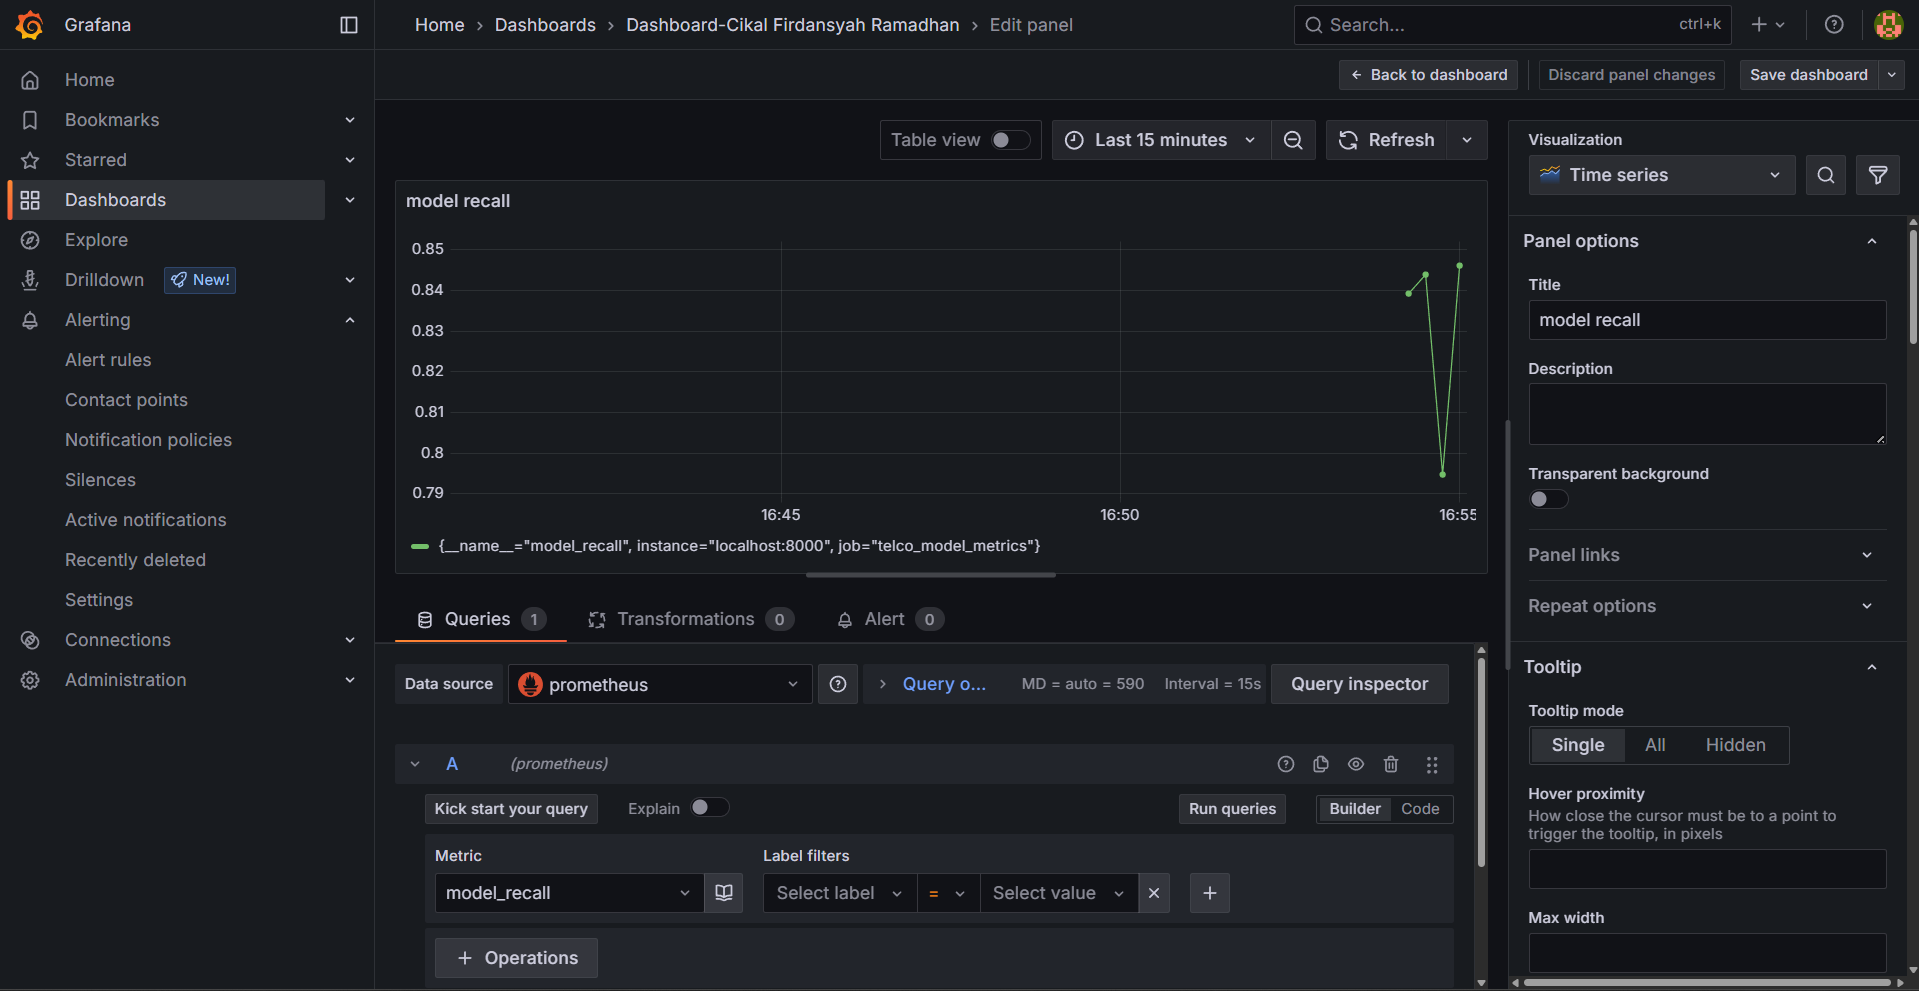 Grafana
Home › Dashboards › Dashboard-Cikal Firdansyah Ramadhan › Edit panel
Search...
ctrl+k
Back to dashboard
Discard panel changes
Save dashboard
Home
Bookmarks
Starred
Dashboards
Explore
Drilldown
New!
Alerting
Alert rules
Contact points
Notification policies
Silences
Active notifications
Recently deleted
Settings
Connections
Administration
Table view
Last 15 minutes
Refresh
model recall
0.85
0.84
0.83
0.82
0.81
0.8
0.79
16:45
16:50
16:55
{__name__="model_recall", instance="localhost:8000", job="telco_model_metrics"}
Queries 1
Transformations 0
Alert 0
Data source
prometheus
Query o...
MD = auto = 590
Interval = 15s
Query inspector
A
(prometheus)
Kick start your query
Explain
Run queries
Builder
Code
Metric
Label filters
model_recall
Select label
=
Select value
+ Operations
Visualization
Time series
Panel options
Title
model recall
Description
Transparent background
Panel links
Repeat options
Tooltip
Tooltip mode
Single
All
Hidden
Hover proximity
How close the cursor must be to a point to
trigger the tooltip, in pixels
Max width